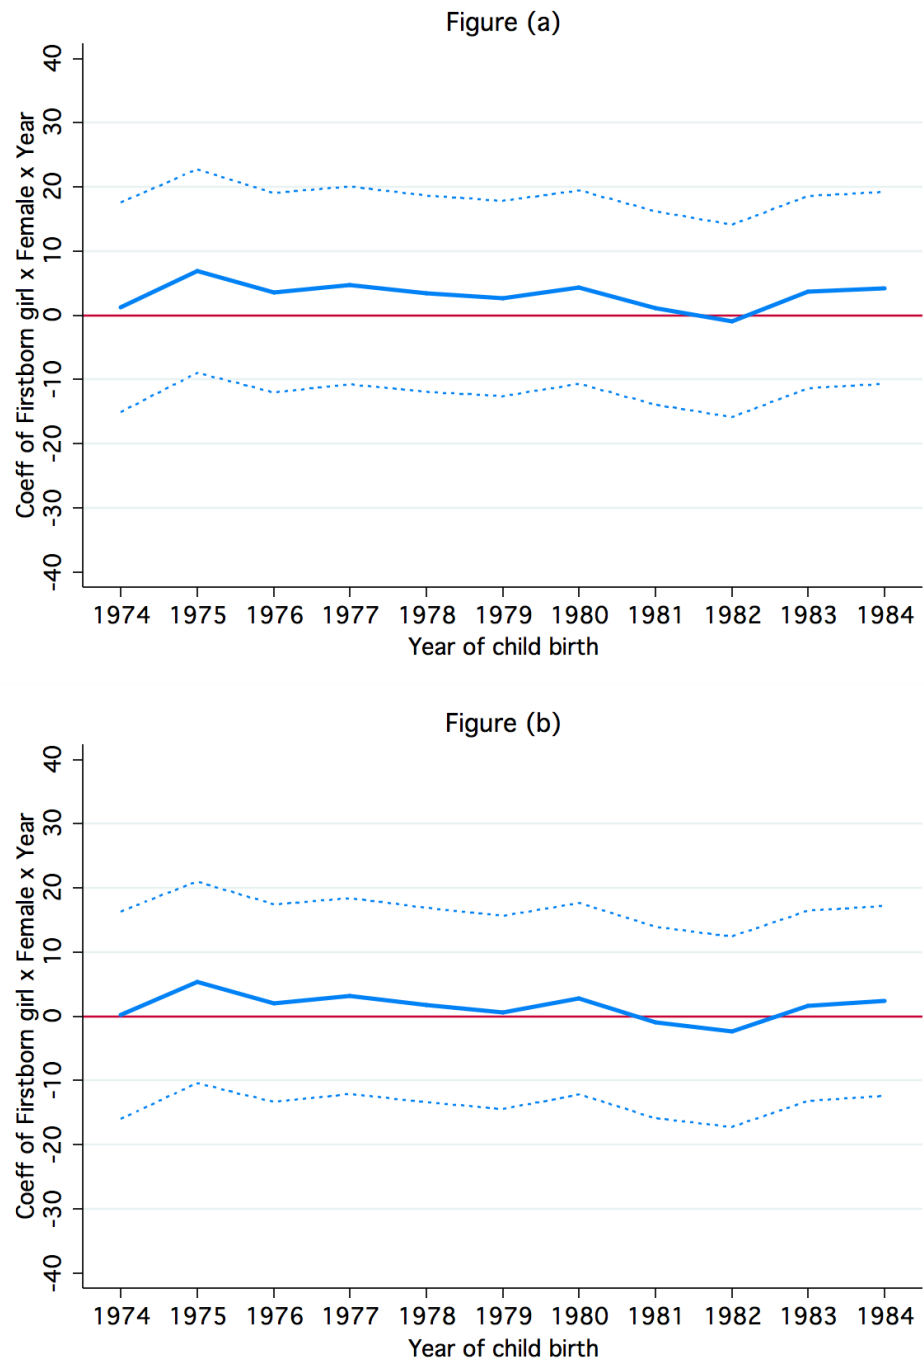 Figure (a)
Coeff of Firstborn girl x Female x Year
40
30
20
10
0
-10
-20
-30
-40
1974 1975 1976 1977 1978 1979 1980 1981 1982 1983 1984
Year of child birth
Figure (b)
Coeff of Firstborn girl x Female x Year
40
30
20
10
0
-10
-20
-30
-40
1974 1975 1976 1977 1978 1979 1980 1981 1982 1983 1984
Year of child birth